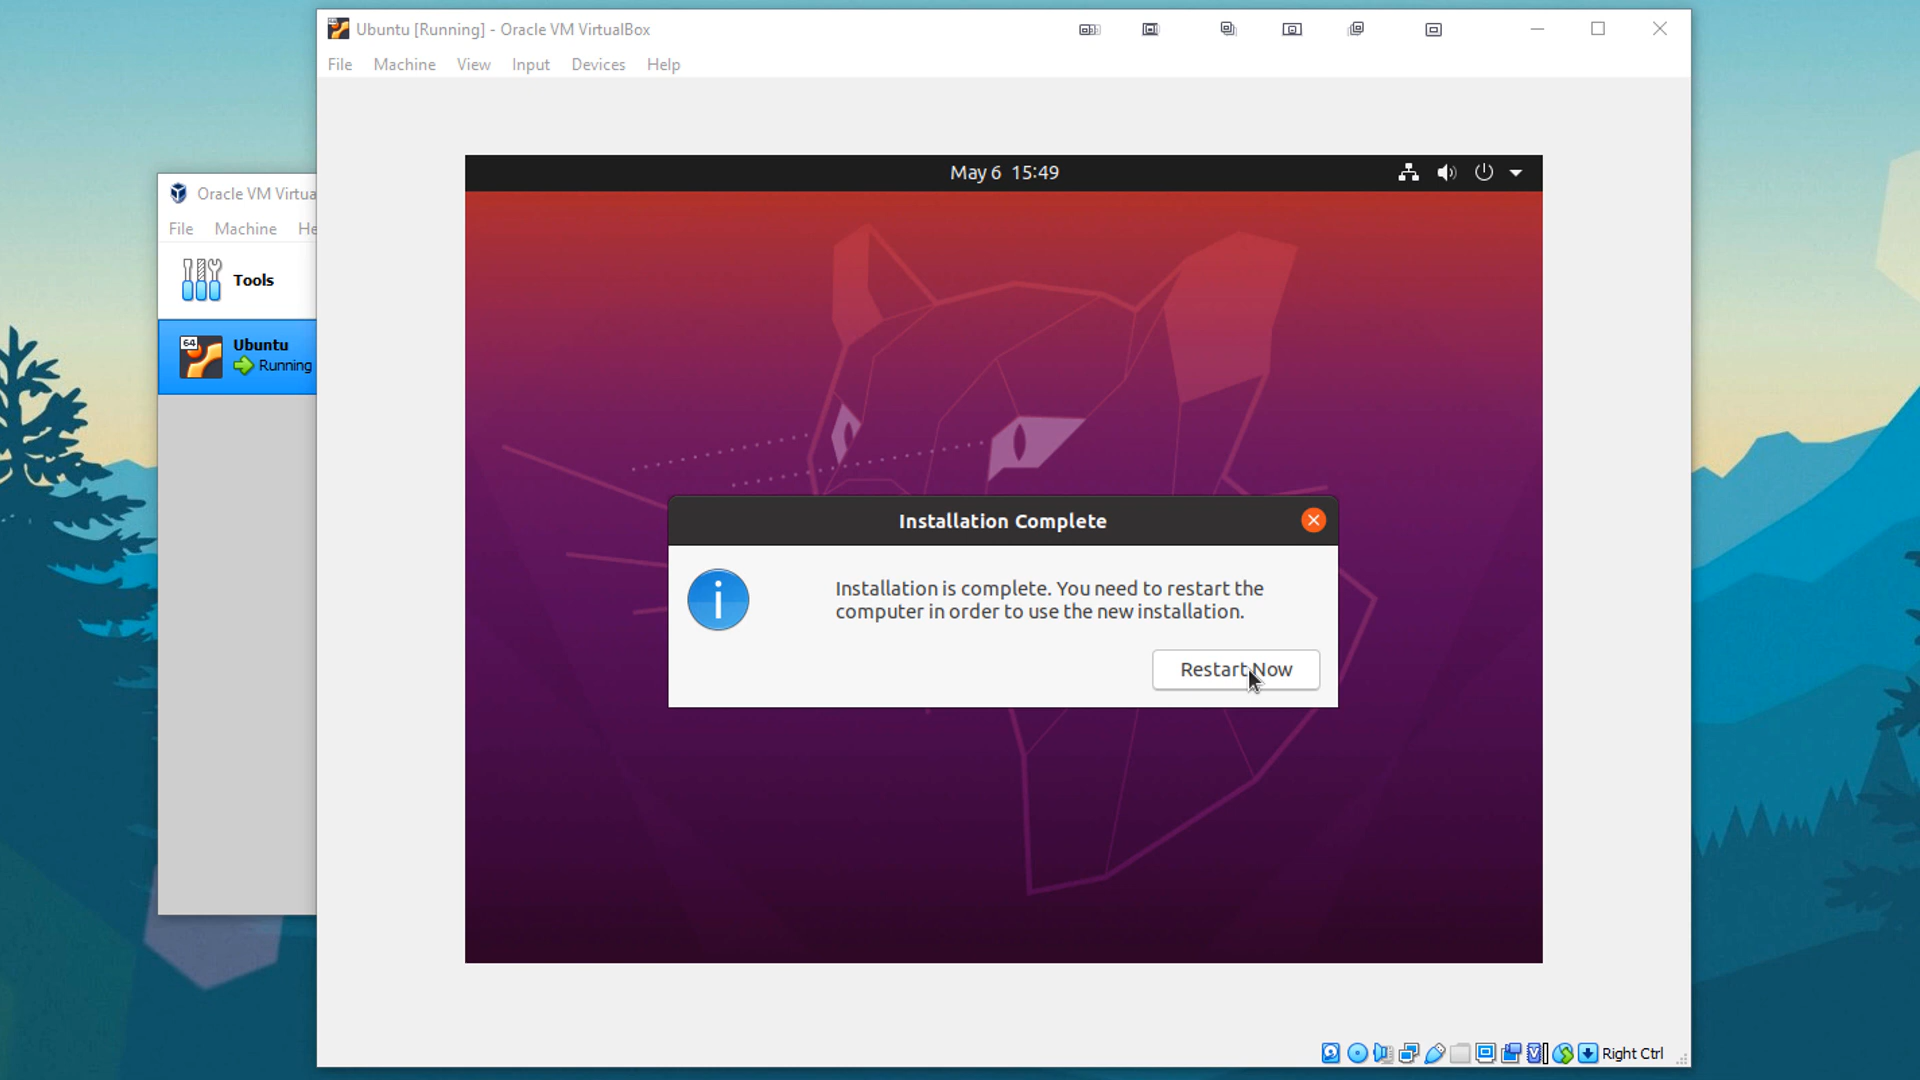 Ubuntu [Running] - Oracle VM VirtualBox
File Machine View Input Devices Help
May 6 15:49
Oracle VM Virtua
File Machine He
Tools
64
Ubuntu
Running
Installation Complete
Installation is complete. You need to restart the
computer in order to use the new installation.
Restart Now
Right Ctrl